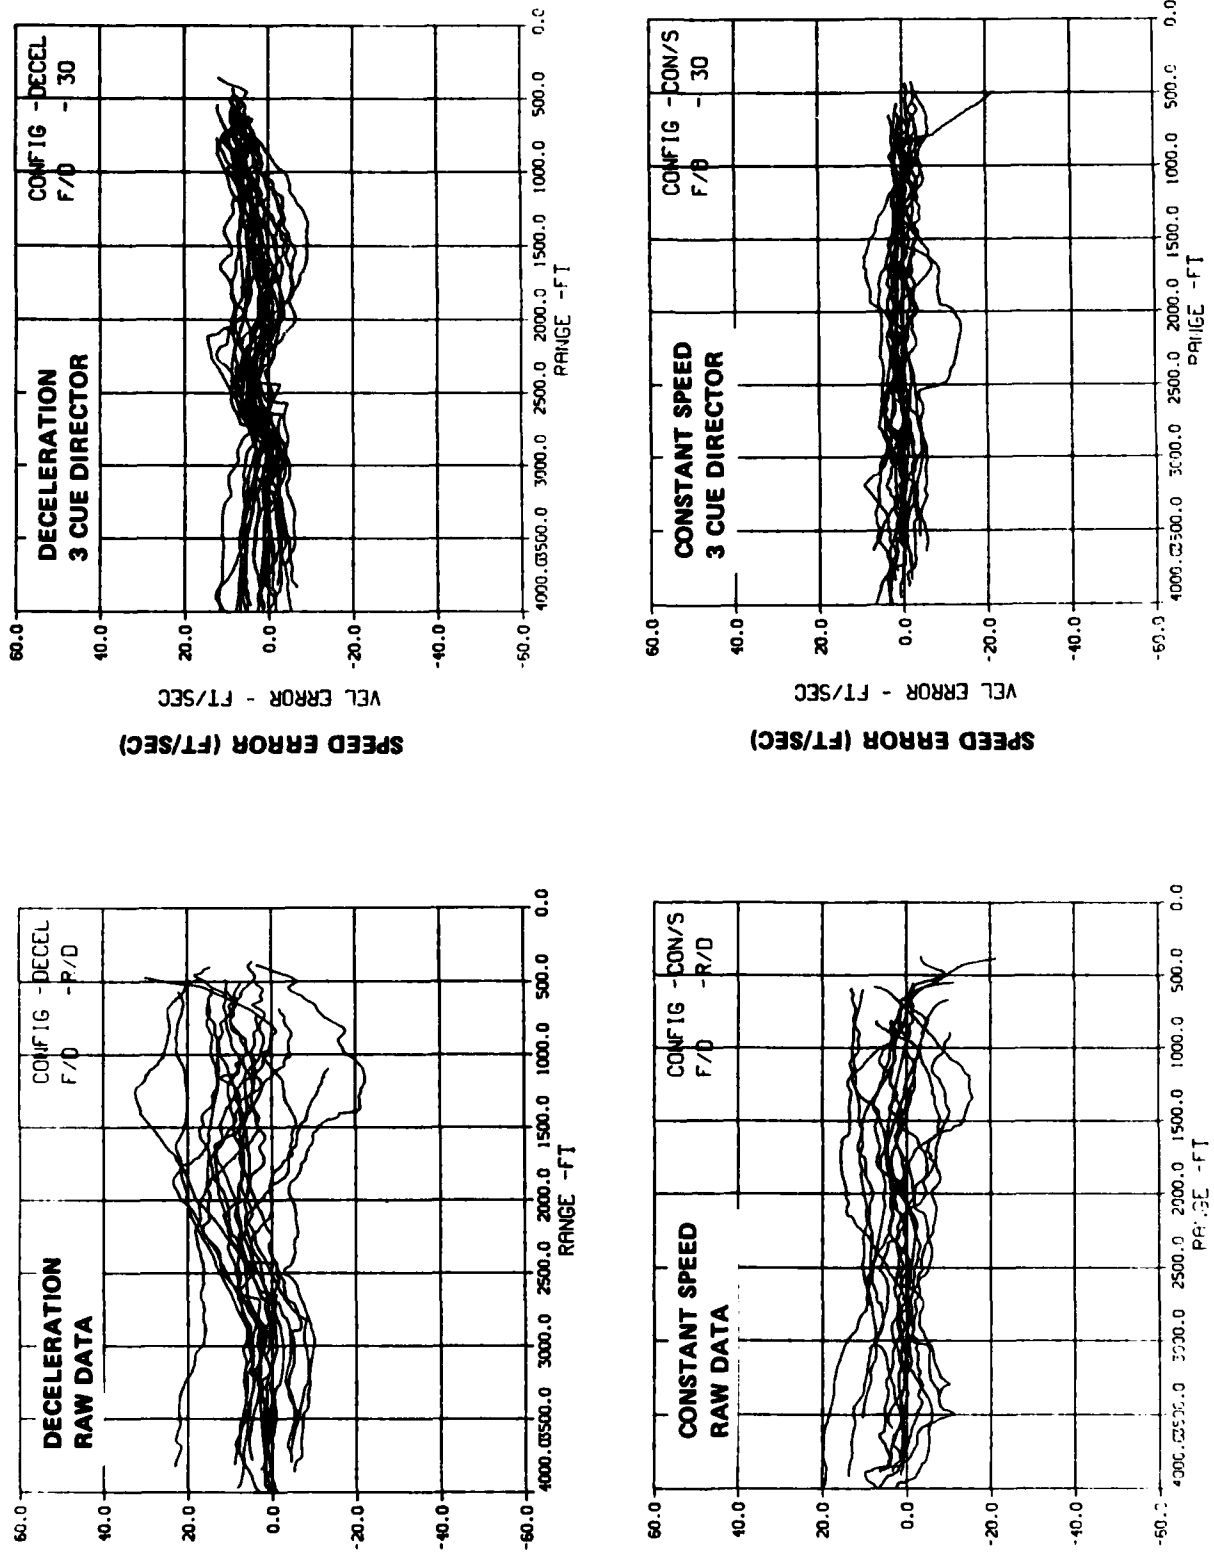 DECELERATION
RAW DATA
CONFIG -DECEL
F/D -R/D
60.0
40.0
20.0
0.0
-20.0
-40.0
-60.0
4000.0 3500.0 3000.0 2500.0 2000.0 1500.0 1000.0 500.0 0.0
RANGE -FT
DECELERATION
3 CUE DIRECTOR
CONFIG -DECEL
F/D - 30
SPEED ERROR (FT/SEC)
VEL ERROR - FT/SEC
60.0
40.0
20.0
0.0
-20.0
-40.0
-60.0
4000.0 3500.0 3000.0 2500.0 2000.0 1500.0 1000.0 500.0 0.0
RANGE -FT
CONSTANT SPEED
RAW DATA
CONFIG -CON/S
F/D -R/D
60.0
40.0
20.0
0.0
-20.0
-40.0
-60.0
4000.0 3500.0 3000.0 2500.0 2000.0 1500.0 1000.0 500.0 0.0
RANGE -FT
CONSTANT SPEED
3 CUE DIRECTOR
CONFIG -CON/S
F/D - 30
SPEED ERROR (FT/SEC)
VEL ERROR - FT/SEC
60.0
40.0
20.0
0.0
-20.0
-40.0
-60.0
4000.0 3500.0 3000.0 2500.0 2000.0 1500.0 1000.0 500.0 0.0
RANGE -FT